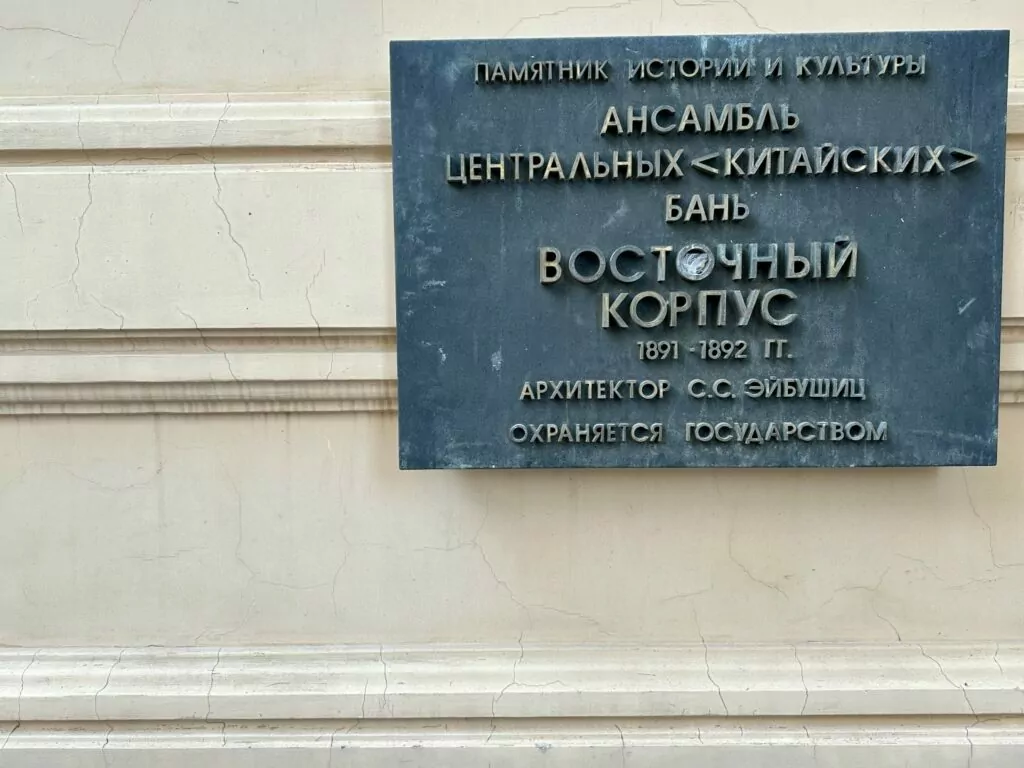 ПАМЯТНИК ИСТОРИИ И КУЛЬТУРЫ
АНСАМБЛЬ
ЦЕНТРАЛЬНЫХ <КИТАЙСКИХ>
БАНЬ
ВОСТОЧНЫЙ
КОРПУС
1891 - 1892 ГГ.
АРХИТЕКТОР С.С. ЭЙБУШИЦ
ОХРАНЯЕТСЯ ГОСУДАРСТВОМ